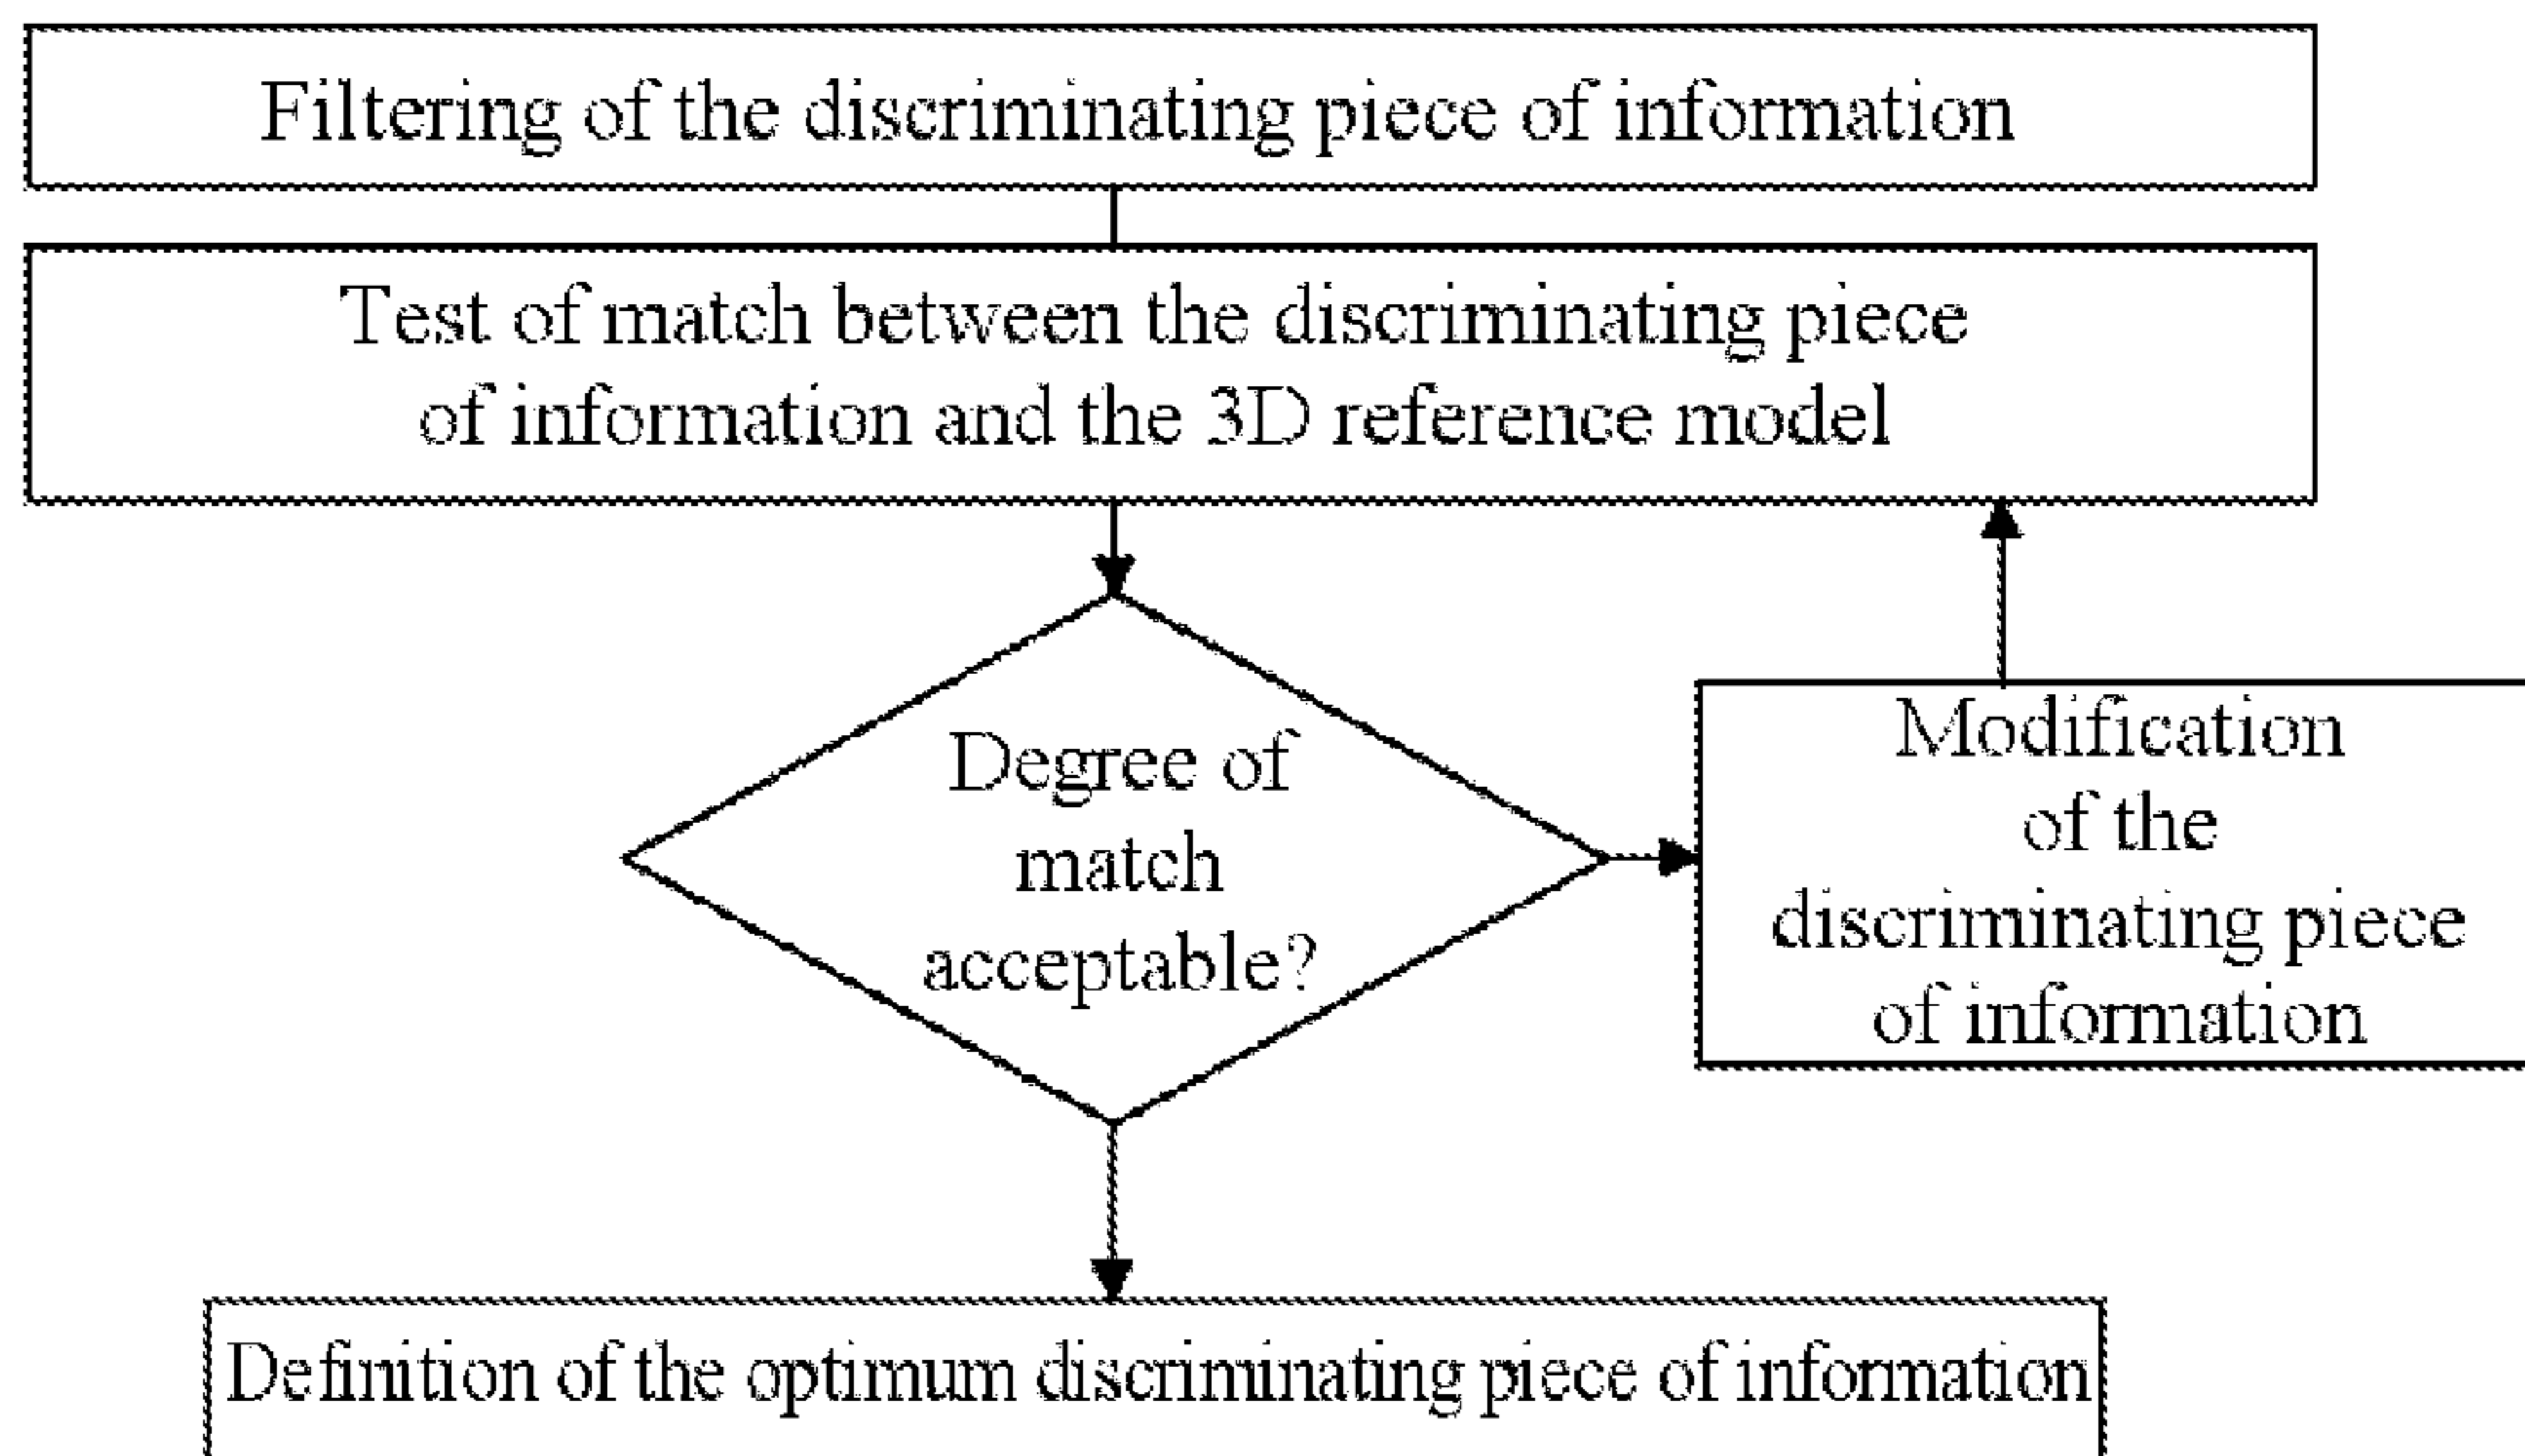 Filtering of the discriminating piece of information
Test of match between the discriminating piece
of information and the 3D reference model
Degree of
match
acceptable?
Modification
of the
discriminating piece
of information
Definition of the optimum discriminating piece of information